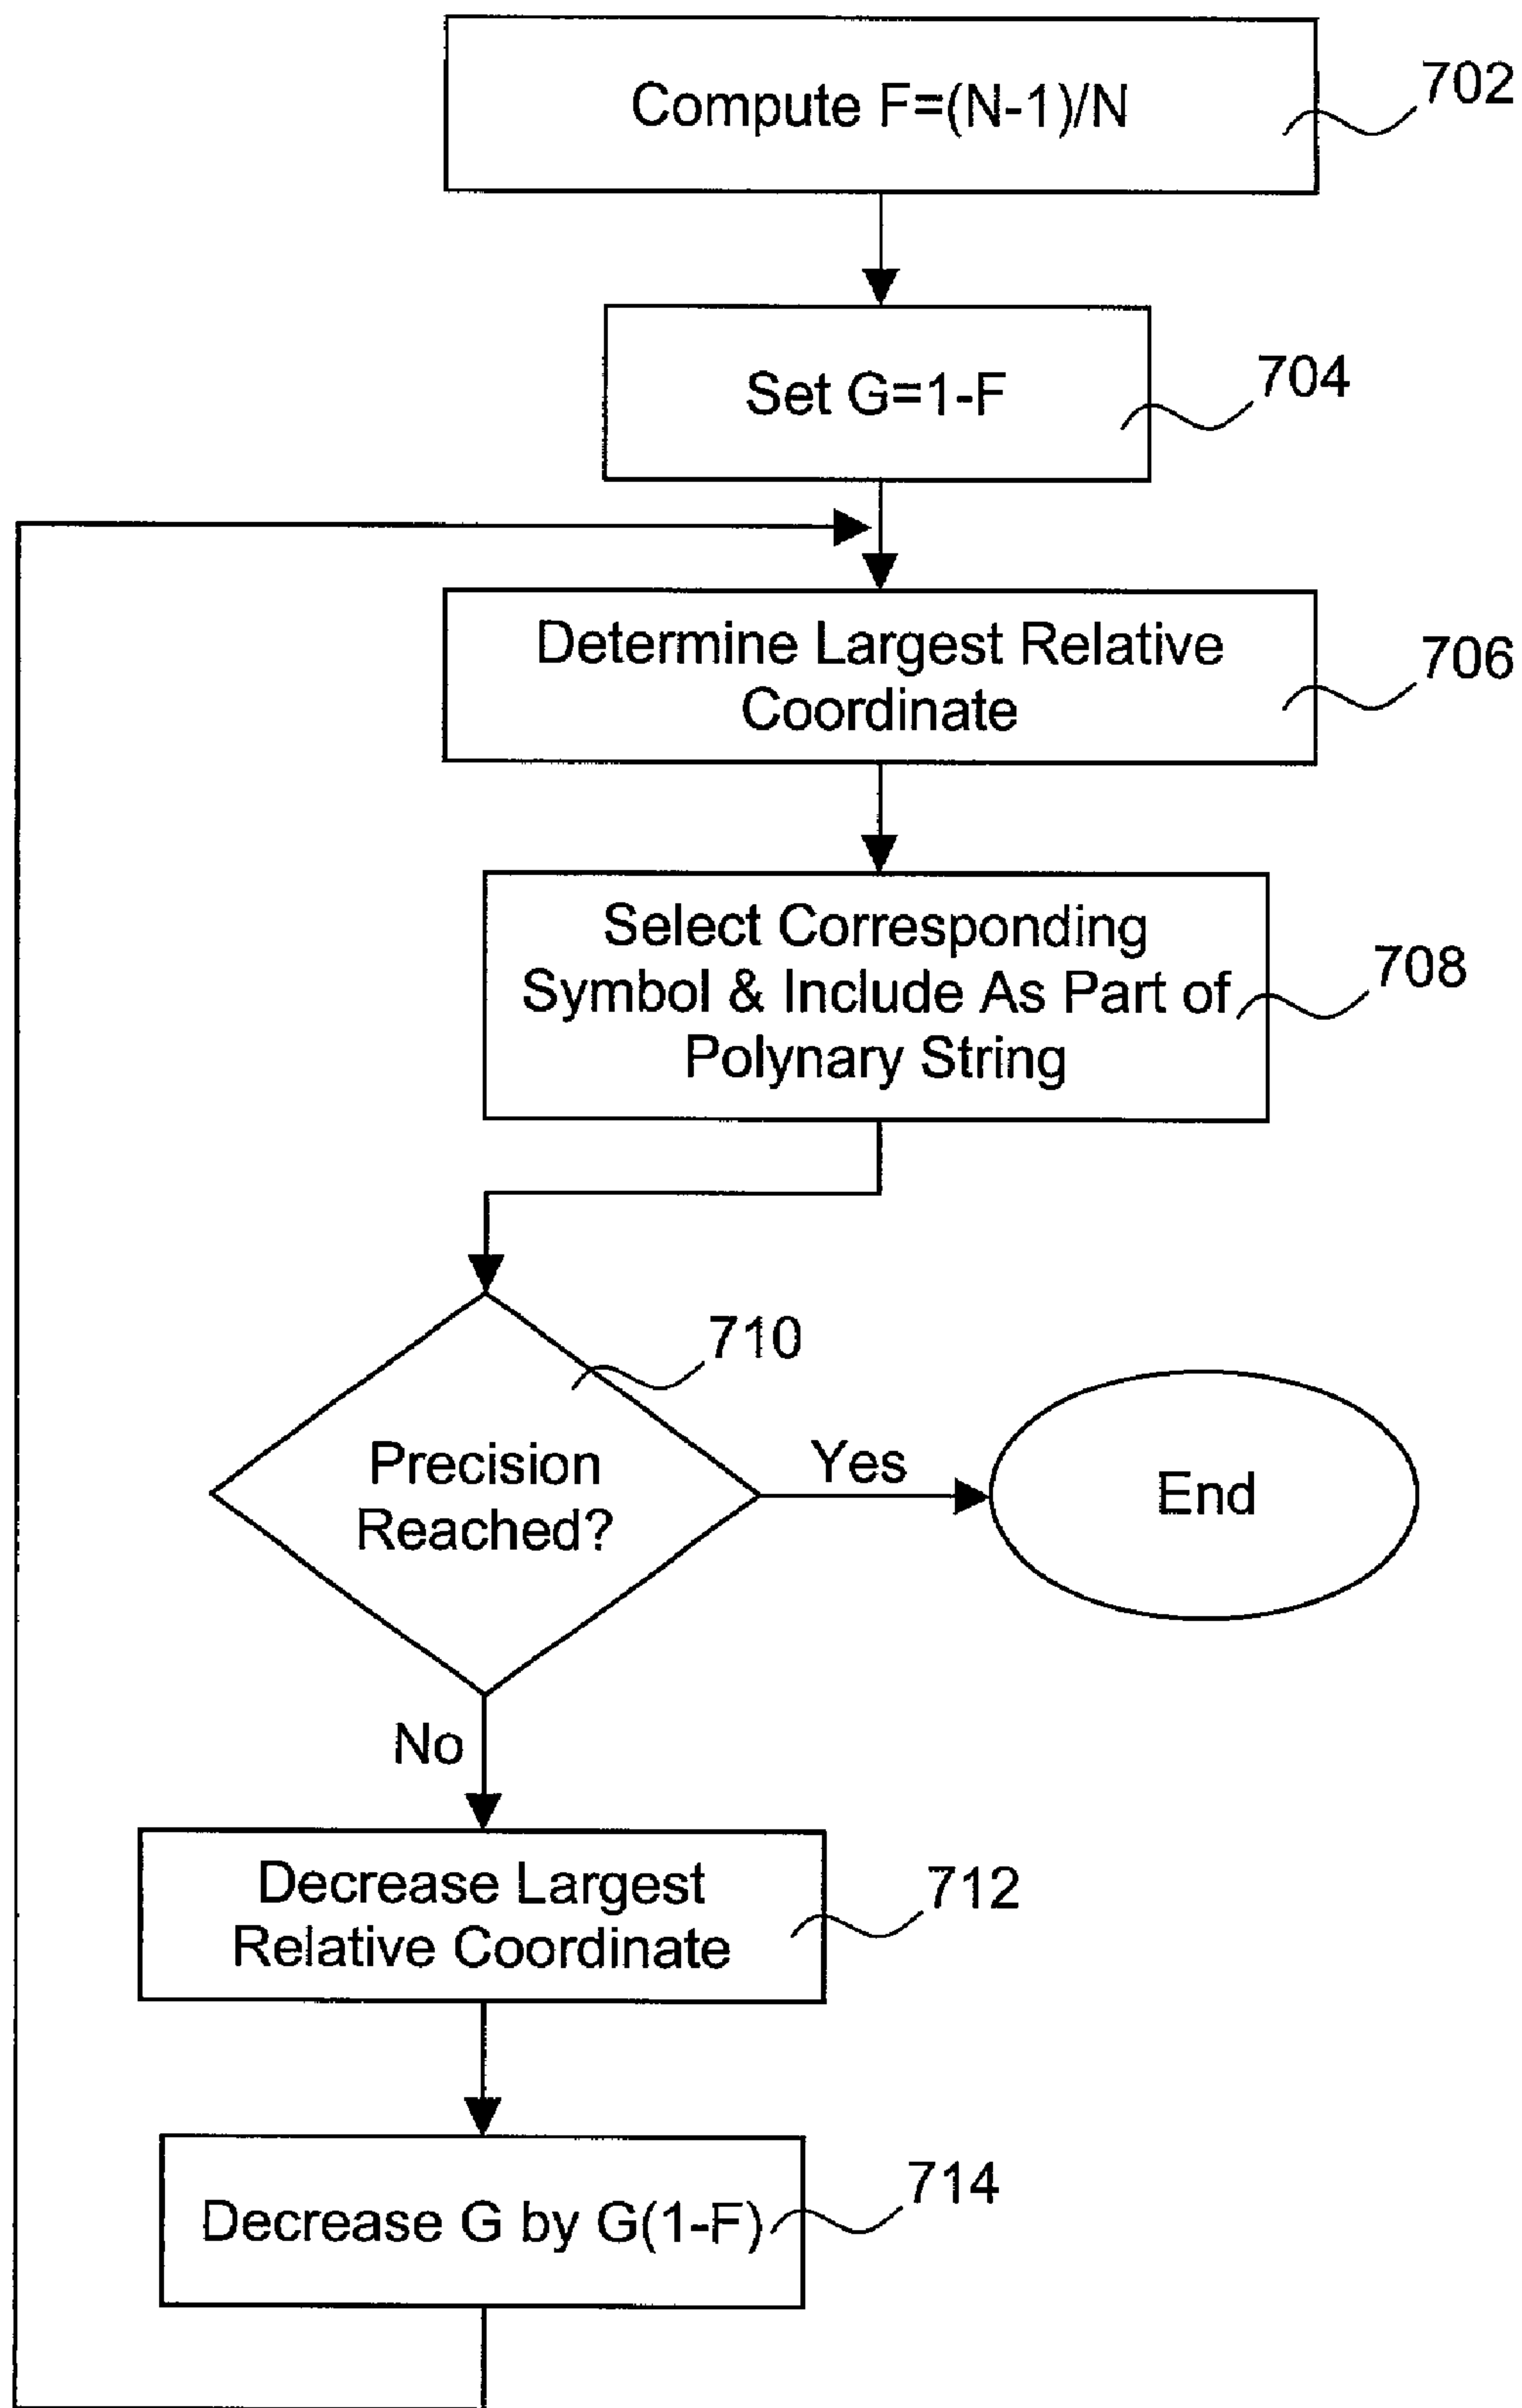 Compute F=(N-1)/N
702
Set G=1-F
704
Determine Largest Relative
Coordinate
706
Select Corresponding
Symbol & Include As Part of
Polynary String
708
710
Precision
Reached?
Yes
End
No
Decrease Largest
Relative Coordinate
712
Decrease G by G(1-F)
714